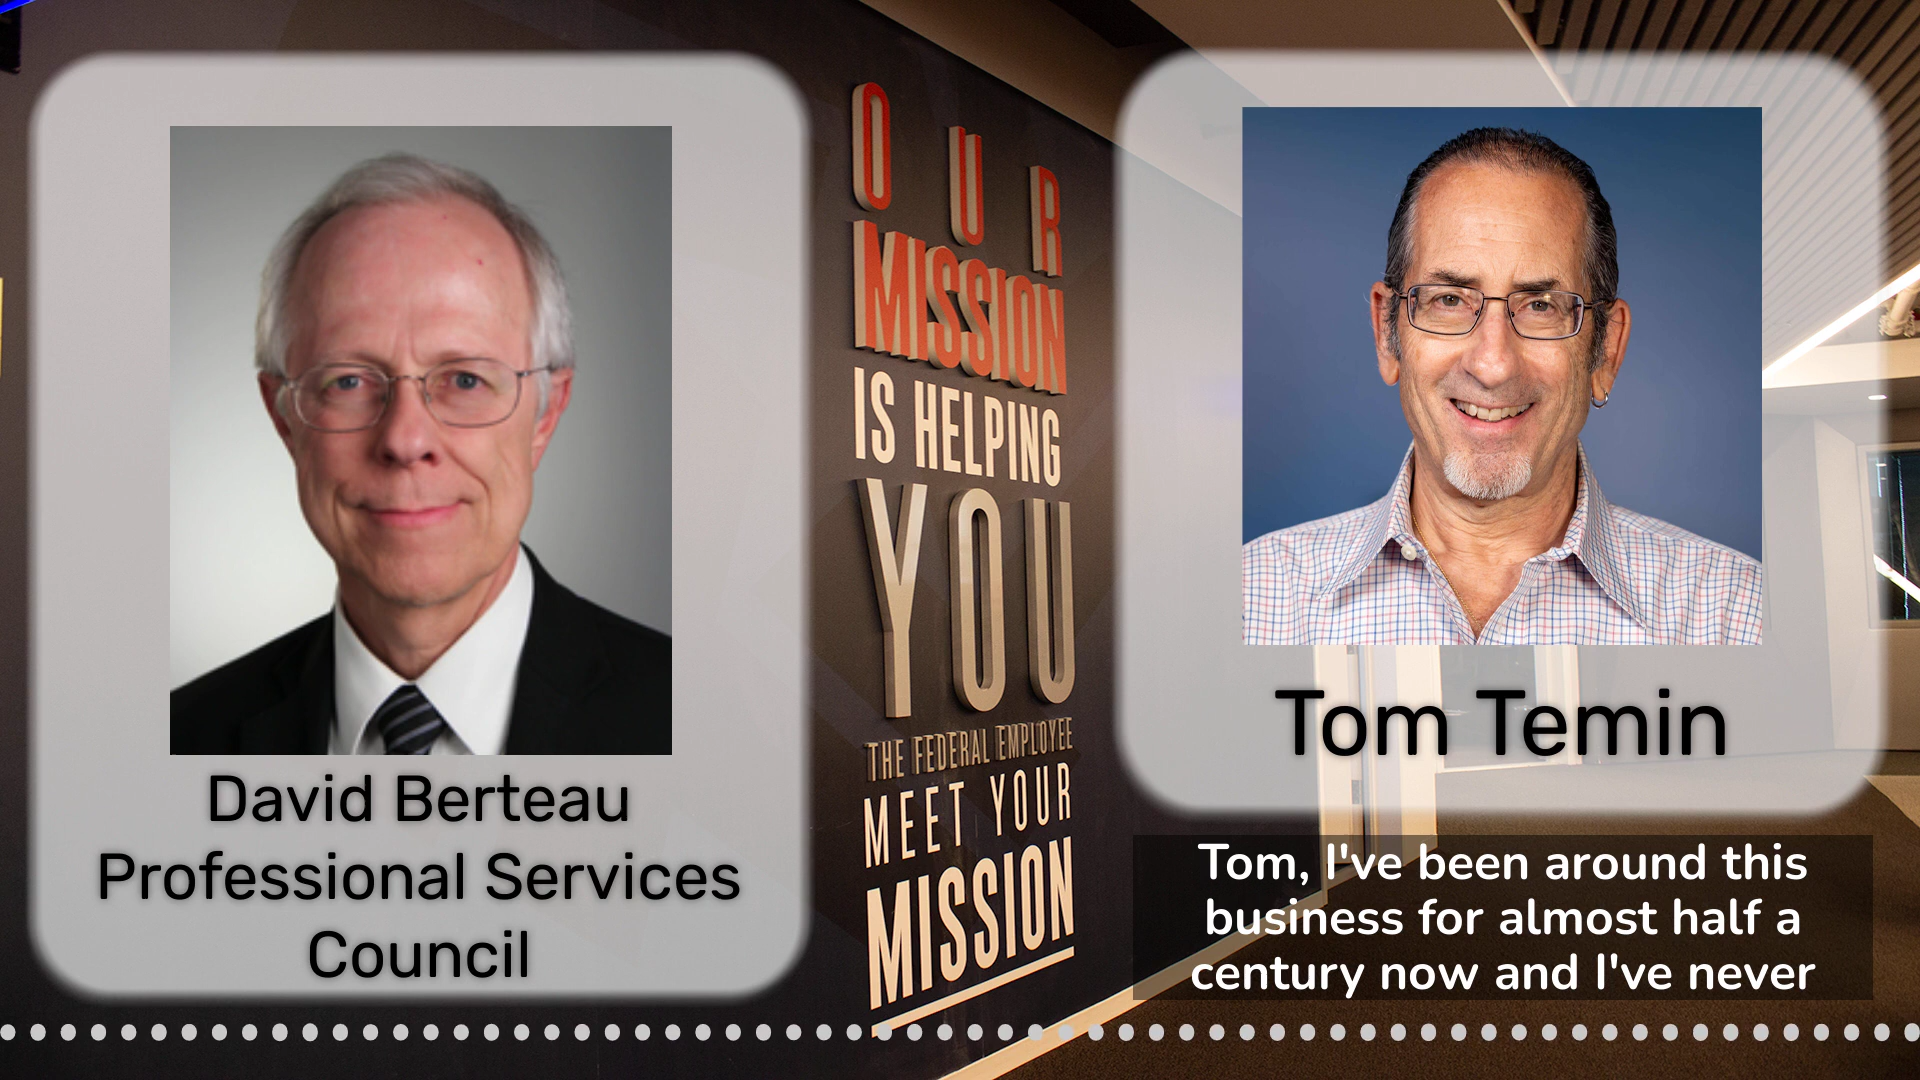 David Berteau
Professional Services
Council
OUR
MISSION
IS HELPING
YOU
THE FEDERAL EMPLOYEE
MEET YOUR
MISSION
Tom Temin
Tom, I've been around this
business for almost half a
century now and I've never